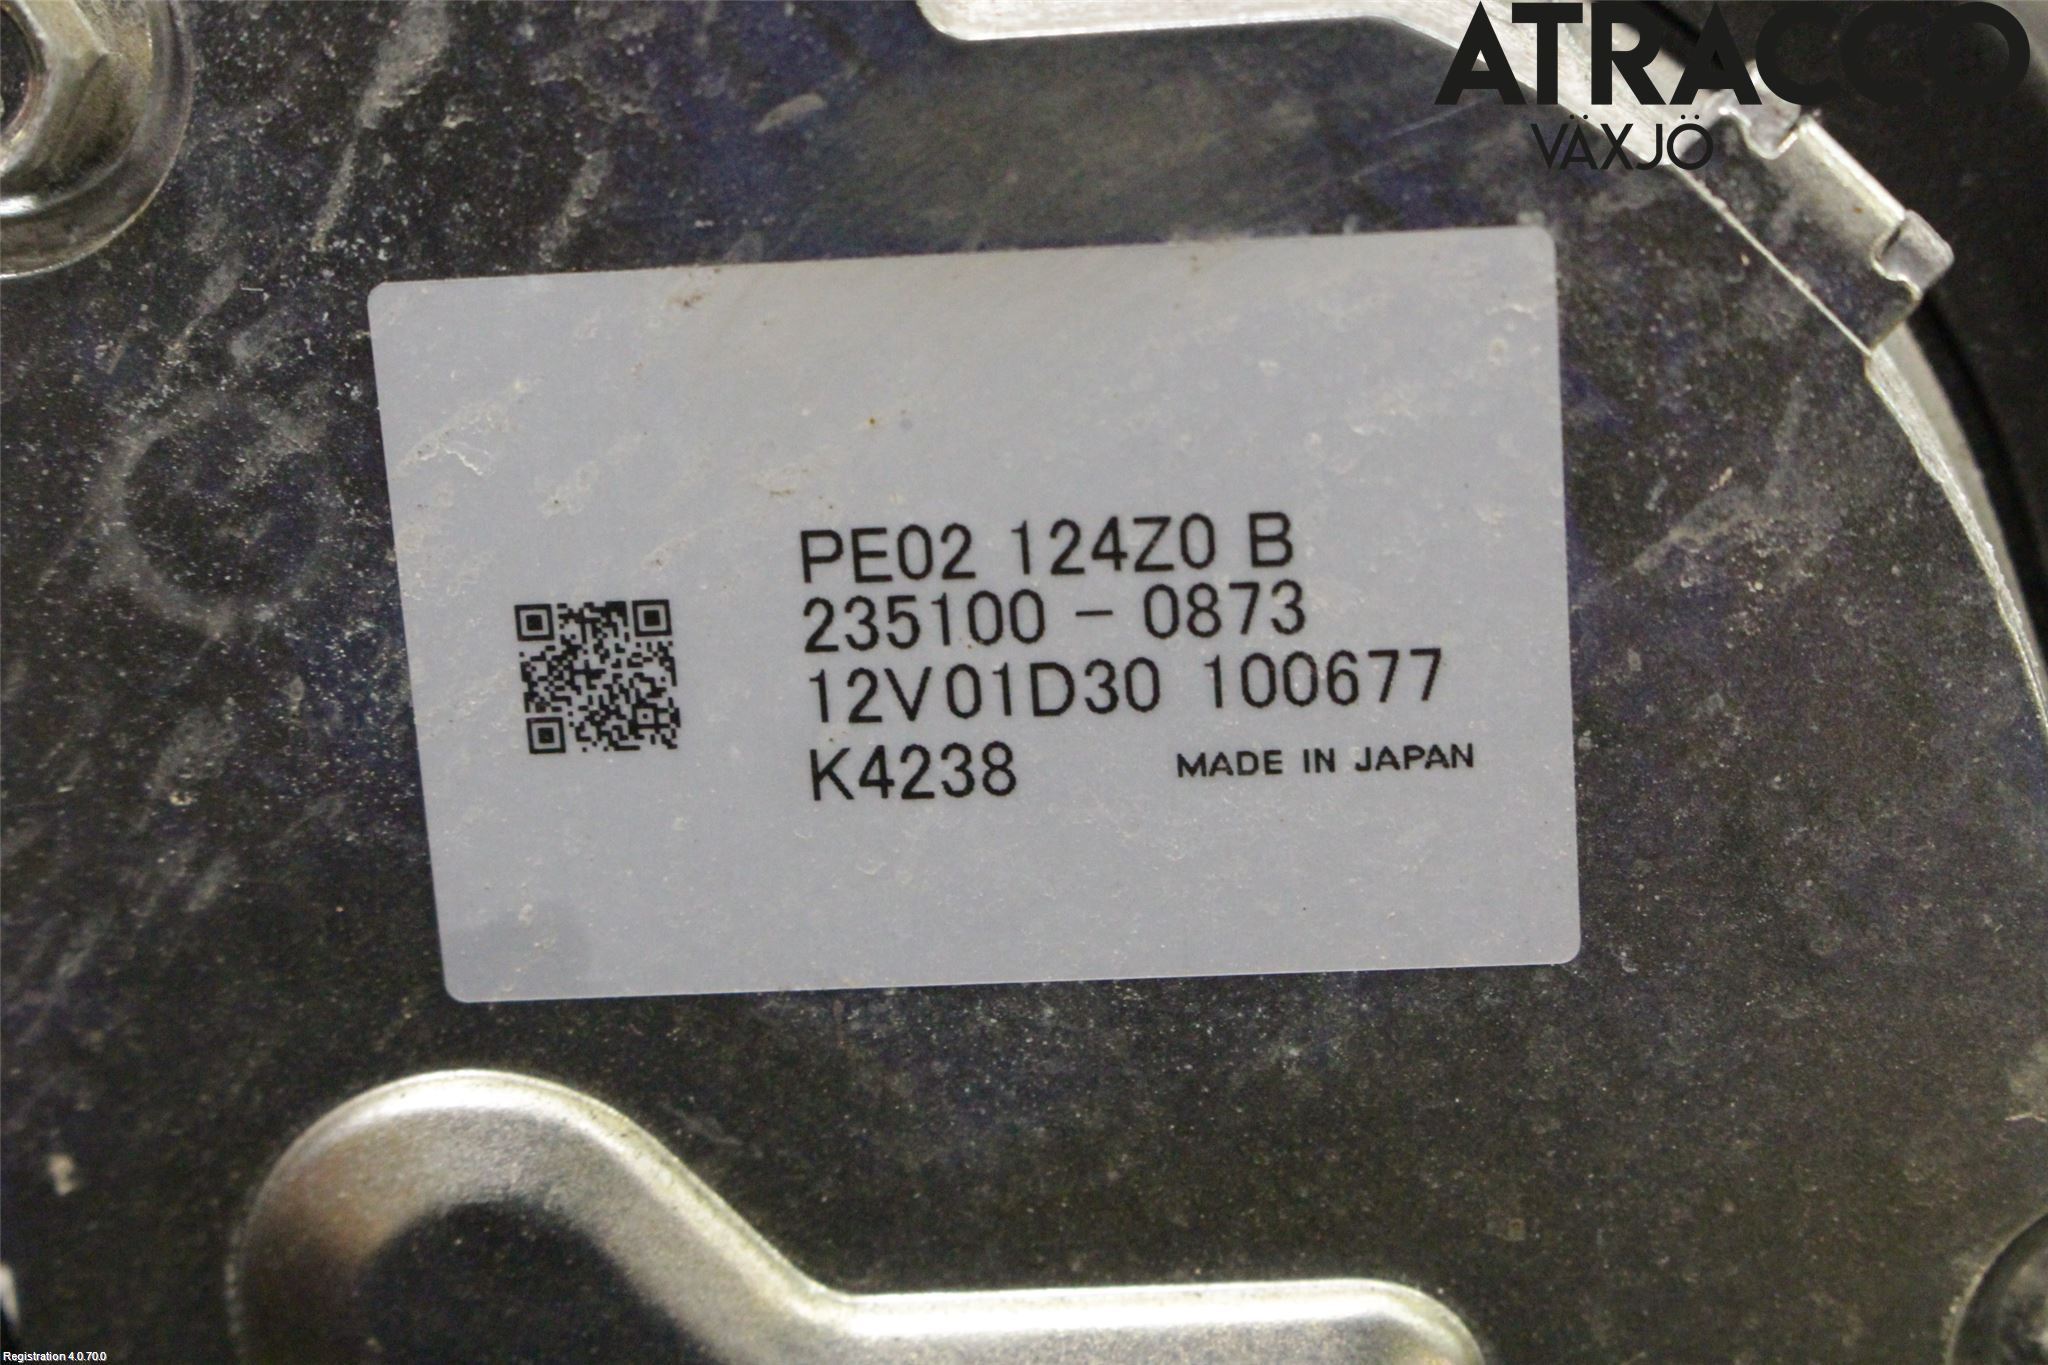 ATRACCO
VÄXJÖ
PE02 124Z0 B
235100-0873
12V01D30 100677
K4238 MADE IN JAPAN
Registration 4.0.70.0